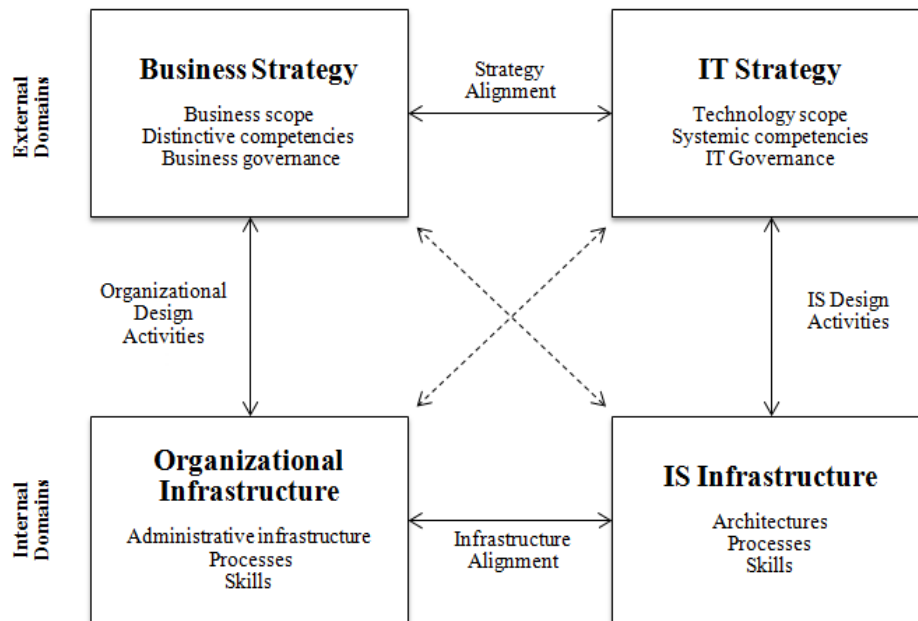 External
Domains
Business Strategy
Business scope
Distinctive competencies
Business governance
Strategy
Alignment
IT Strategy
Technology scope
Systemic competencies
IT Governance
Organizational
Design
Activities
IS Design
Activities
Internal
Domains
Organizational
Infrastructure
Administrative infrastructure
Processes
Skills
Infrastructure
Alignment
IS Infrastructure
Architectures
Processes
Skills